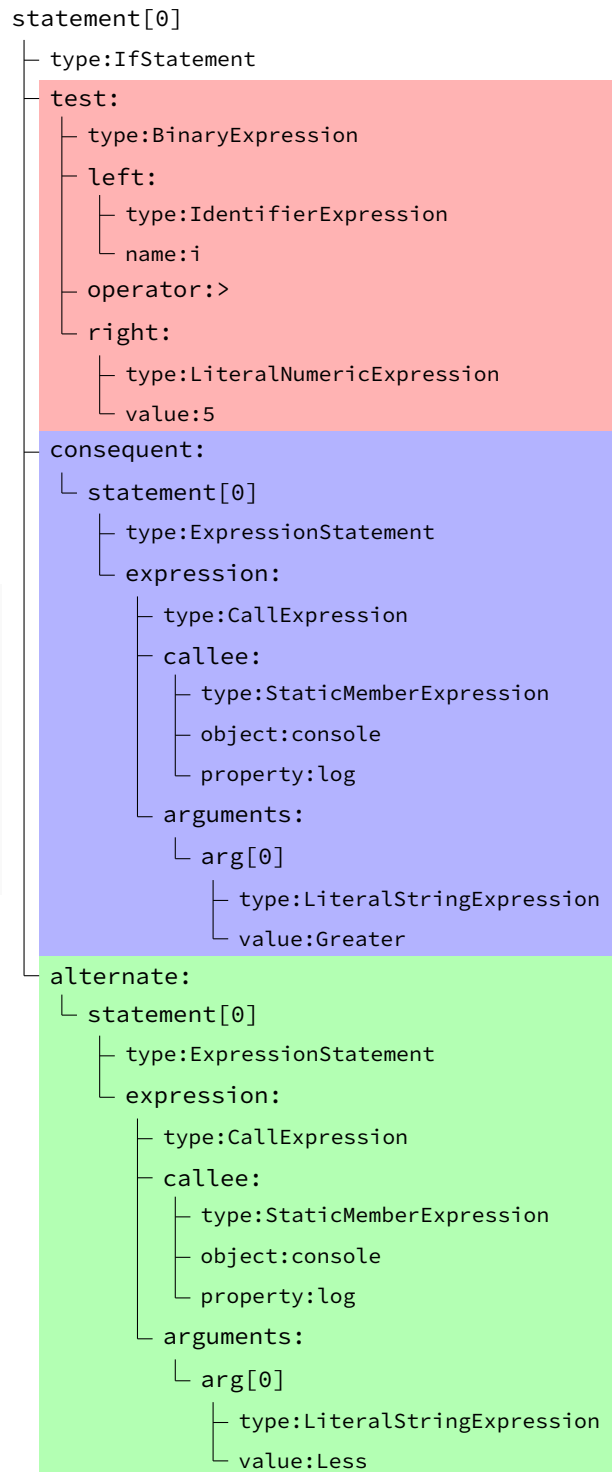 statement[0]
type:IfStatement
test:
type:BinaryExpression
left:
type:IdentifierExpression
name:i
operator:>
right:
type:LiteralNumericExpression
value:5
consequent:
statement[0]
type:ExpressionStatement
expression:
type:CallExpression
callee:
type:StaticMemberExpression
object:console
property:log
arguments:
arg[0]
type:LiteralStringExpression
value:Greater
alternate:
statement[0]
type:ExpressionStatement
expression:
type:CallExpression
callee:
type:StaticMemberExpression
object:console
property:log
arguments:
arg[0]
type:LiteralStringExpression
value:Less